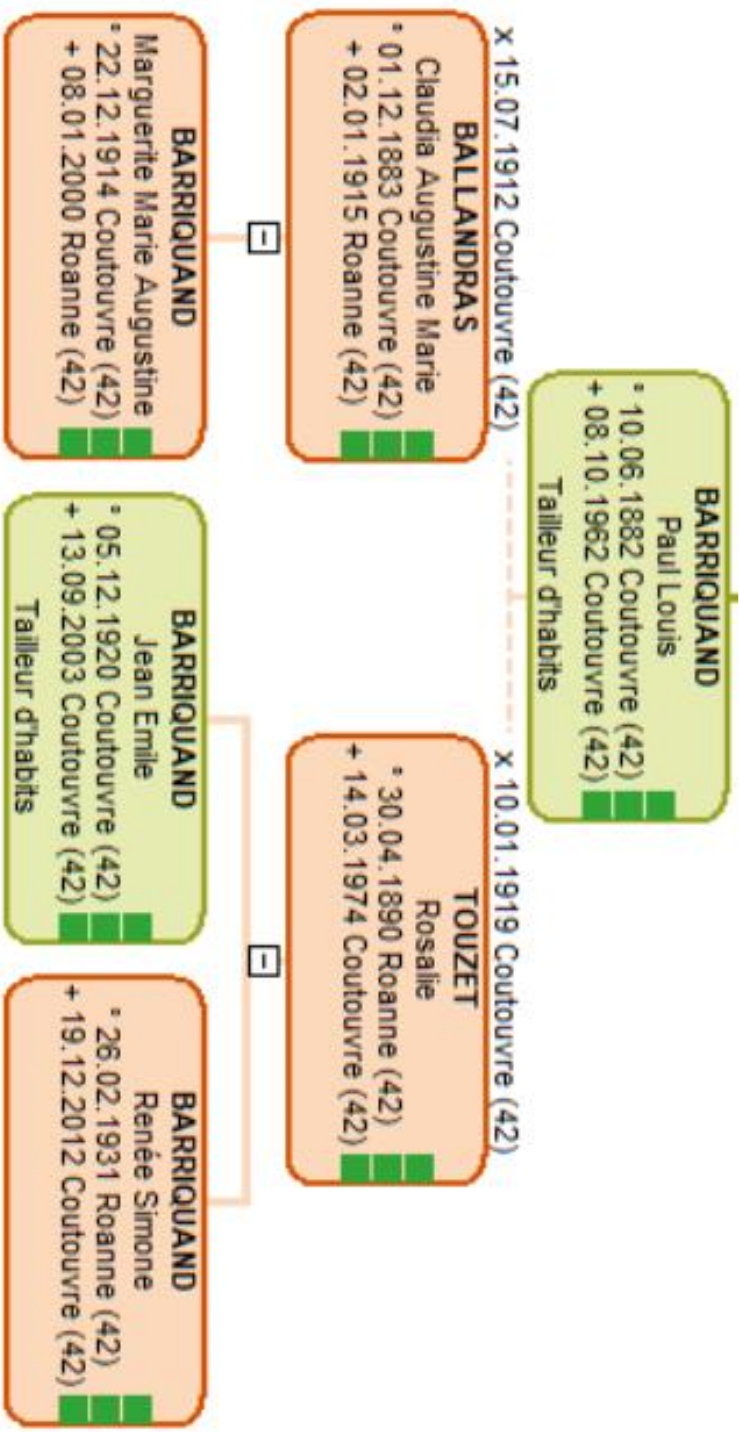 BARRIQUAND
Paul Louis
° 10.06.1882 Coutouvre (42)
+ 08.10.1962 Coutouvre (42)
Tailleur d'habits
x 15.07.1912 Coutouvre (42)
BALLANDRAS
Claudia Augustine Marie
° 01.12.1883 Coutouvre (42)
+ 02.01.1915 Roanne (42)
x 10.01.1919 Coutouvre (42)
TOUZET
Rosalie
° 30.04.1890 Roanne (42)
+ 14.03.1974 Coutouvre (42)
BARRIQUAND
Marguerite Marie Augustine
° 22.12.1914 Coutouvre (42)
+ 08.01.2000 Roanne (42)
BARRIQUAND
Jean Emile
° 05.12.1920 Coutouvre (42)
+ 13.09.2003 Coutouvre (42)
Tailleur d'habits
BARRIQUAND
Renée Simone
° 26.02.1931 Roanne (42)
+ 19.12.2012 Coutouvre (42)